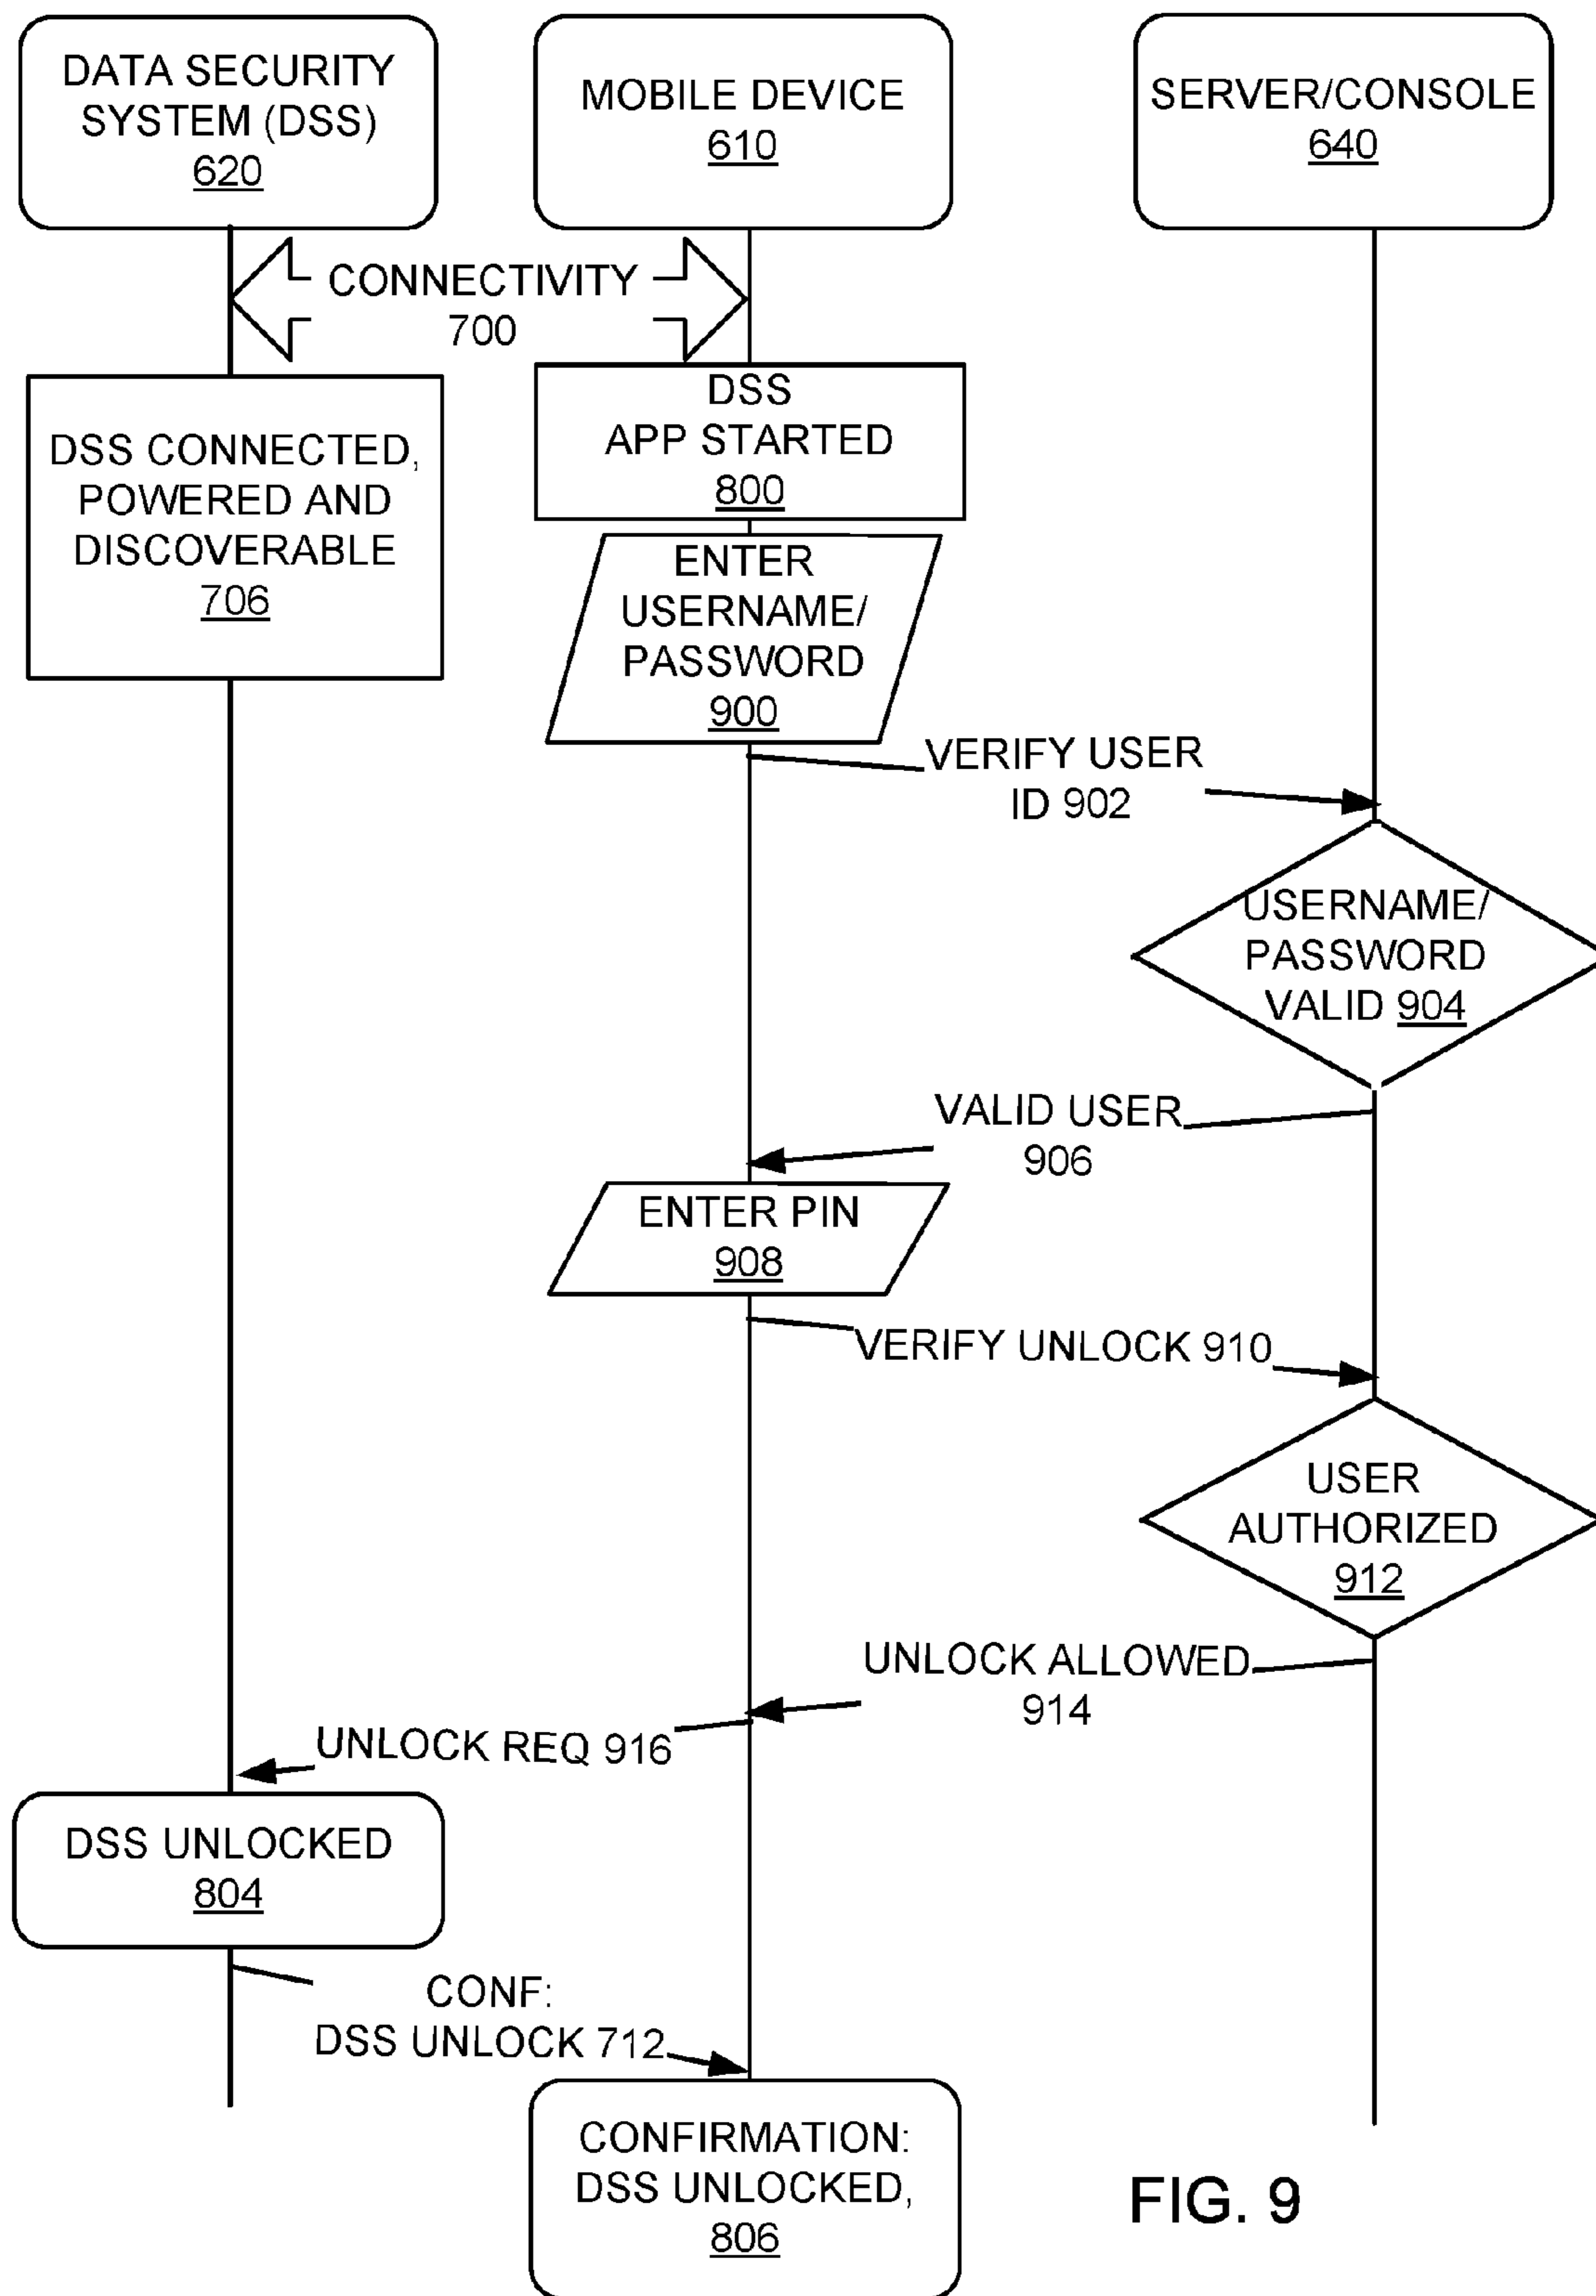 DATA SECURITY
SYSTEM (DSS)
620
MOBILE DEVICE
610
SERVER/CONSOLE
640
CONNECTIVITY
700
DSS CONNECTED,
POWERED AND
DISCOVERABLE
706
DSS
APP STARTED
800
ENTER
USERNAME/
PASSWORD
900
VERIFY USER
ID 902
USERNAME/
PASSWORD
VALID 904
VALID USER
906
ENTER PIN
908
VERIFY UNLOCK 910
USER
AUTHORIZED
912
UNLOCK ALLOWED
914
UNLOCK REQ 916
DSS UNLOCKED
804
CONF:
DSS UNLOCK 712
CONFIRMATION:
DSS UNLOCKED,
806
FIG. 9